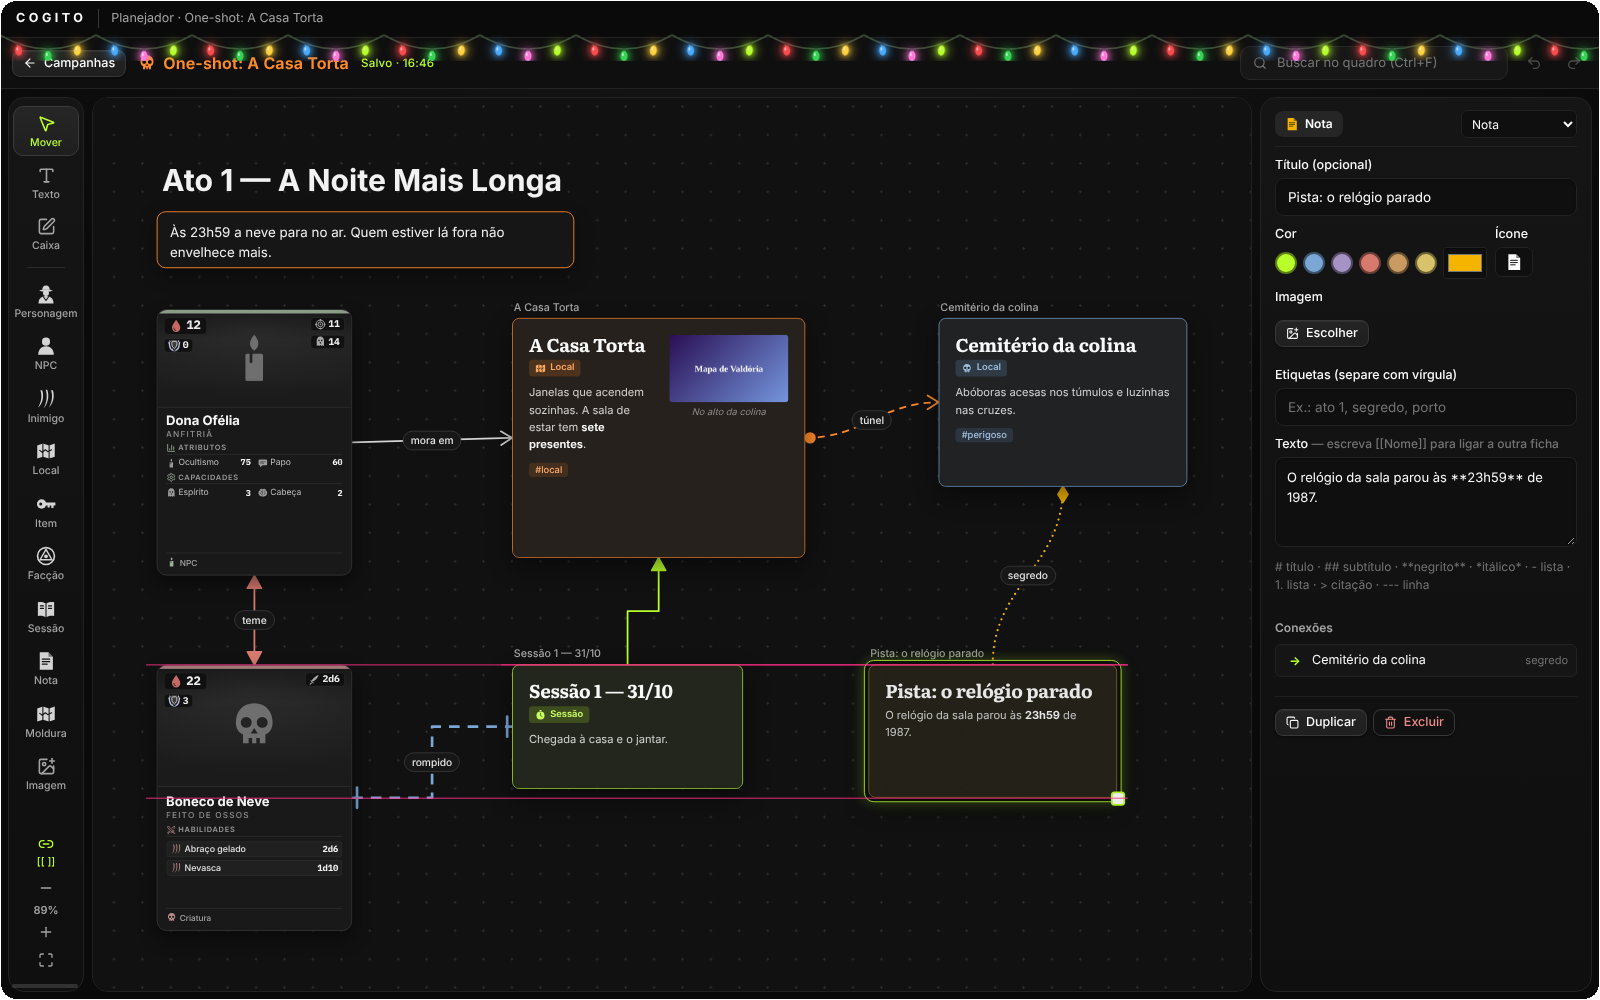 COGITO
Planejador · One-shot: A Casa Torta
Campanhas
One-shot: A Casa Torta
Salvo · 16:46
Buscar no quadro (Ctrl+F)
Mover
Texto
Caixa
Personagem
NPC
Inimigo
Local
Item
Facção
Sessão
Nota
Moldura
Imagem
[[ ]]
89%
Ato 1 — A Noite Mais Longa
Às 23h59 a neve para no ar. Quem estiver lá fora não
envelhece mais.
12
11
0
14
Dona Ofélia
ANFITRIÃ
ATRIBUTOS
Ocultismo 75 Papo 60
CAPACIDADES
Espírito 3 Cabeça 2
NPC
mora em
A Casa Torta
A Casa Torta
Local
Janelas que acendem
sozinhas. A sala de
estar tem sete
presentes.
#local
Mapa de Valdória
No alto da colina
túnel
Cemitério da colina
Cemitério da colina
Local
Abóboras acesas nos túmulos e luzinhas
nas cruzes.
#perigoso
segredo
teme
22
2d6
3
Boneco de Neve
FEITO DE OSSOS
HABILIDADES
Abraço gelado 2d6
Nevasca 1d10
Criatura
rompido
Sessão 1 — 31/10
Sessão 1 — 31/10
Sessão
Chegada à casa e o jantar.
Pista: o relógio parado
Pista: o relógio parado
O relógio da sala parou às 23h59 de
1987.
Nota
Nota
Título (opcional)
Pista: o relógio parado
Cor
Ícone
Imagem
Escolher
Etiquetas (separe com vírgula)
Ex.: ato 1, segredo, porto
Texto — escreva [[Nome]] para ligar a outra ficha
O relógio da sala parou às **23h59** de
1987.
# título · ## subtítulo · **negrito** · *itálico* · - lista ·
1. lista · > citação · --- linha
Conexões
Cemitério da colina
segredo
Duplicar
Excluir